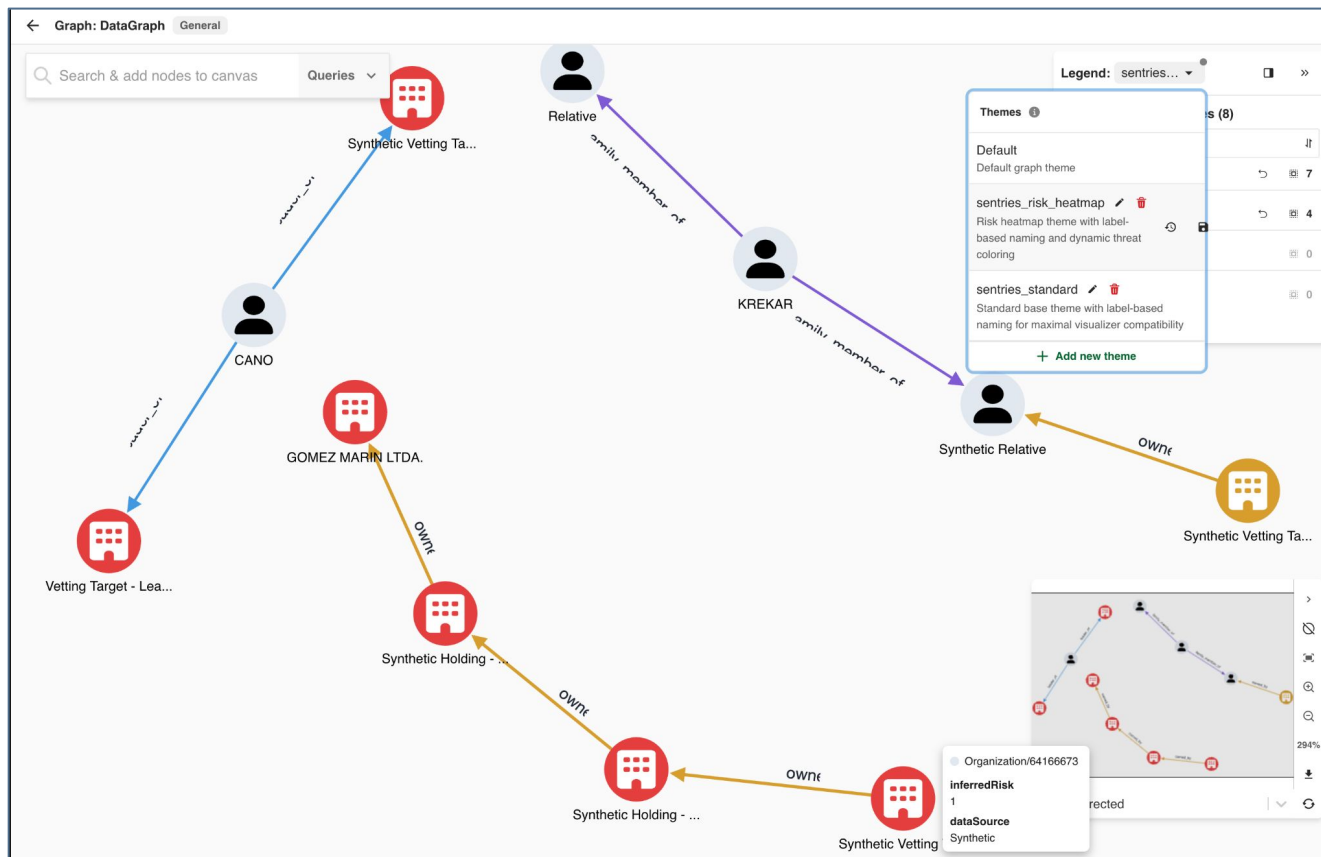 Graph: DataGraph General
Search & add nodes to canvas Queries
Legend: sentries...
Themes
s (8)
Default
Default graph theme
7
sentries_risk_heatmap
Risk heatmap theme with label-
based naming and dynamic threat
coloring
4
0
sentries_standard
Standard base theme with label-based
naming for maximal visualizer compatibility
0
+ Add new theme
Relative
Synthetic Vetting Ta...
family_member_of
KREKAR
family_member_of
CANO
GOMEZ MARIN LTDA.
Synthetic Relative
owne
Synthetic Vetting Ta...
owne
Vetting Target - Lea...
Synthetic Holding - ...
owne
Synthetic Holding - ...
owne
Synthetic Vetting
Organization/64166673
inferredRisk
1
dataSource
Synthetic
294%
rected